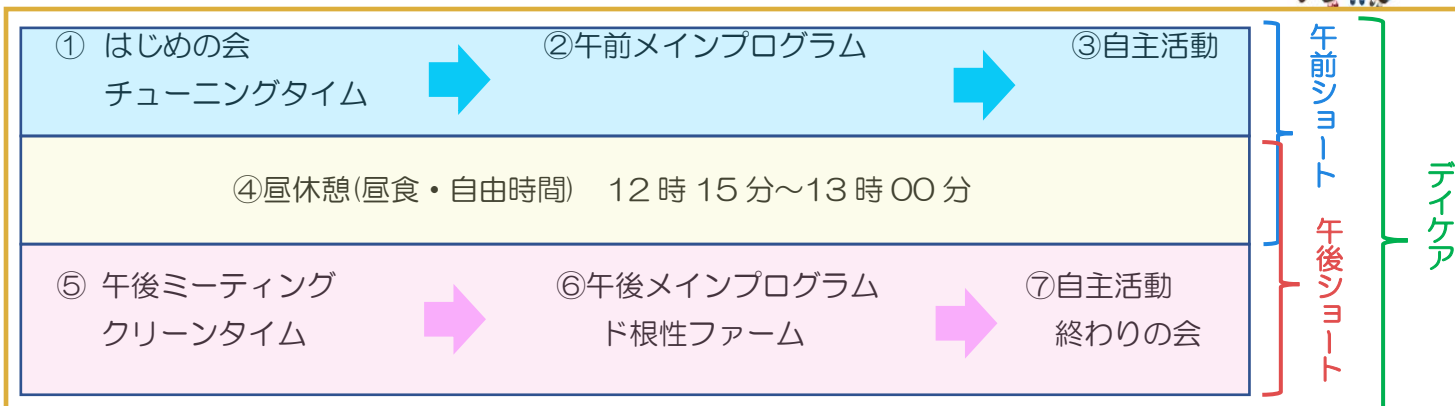 ① はじめの会
チューニングタイム
②午前メインプログラム
③自主活動
④昼休憩(昼食・自由時間) 12時15分~13時00分
⑤ 午後ミーティング
クリーンタイム
⑥午後メインプログラム
ド根性ファーム
⑦自主活動
終わりの会
午前ショート
午後ショート
デイケア